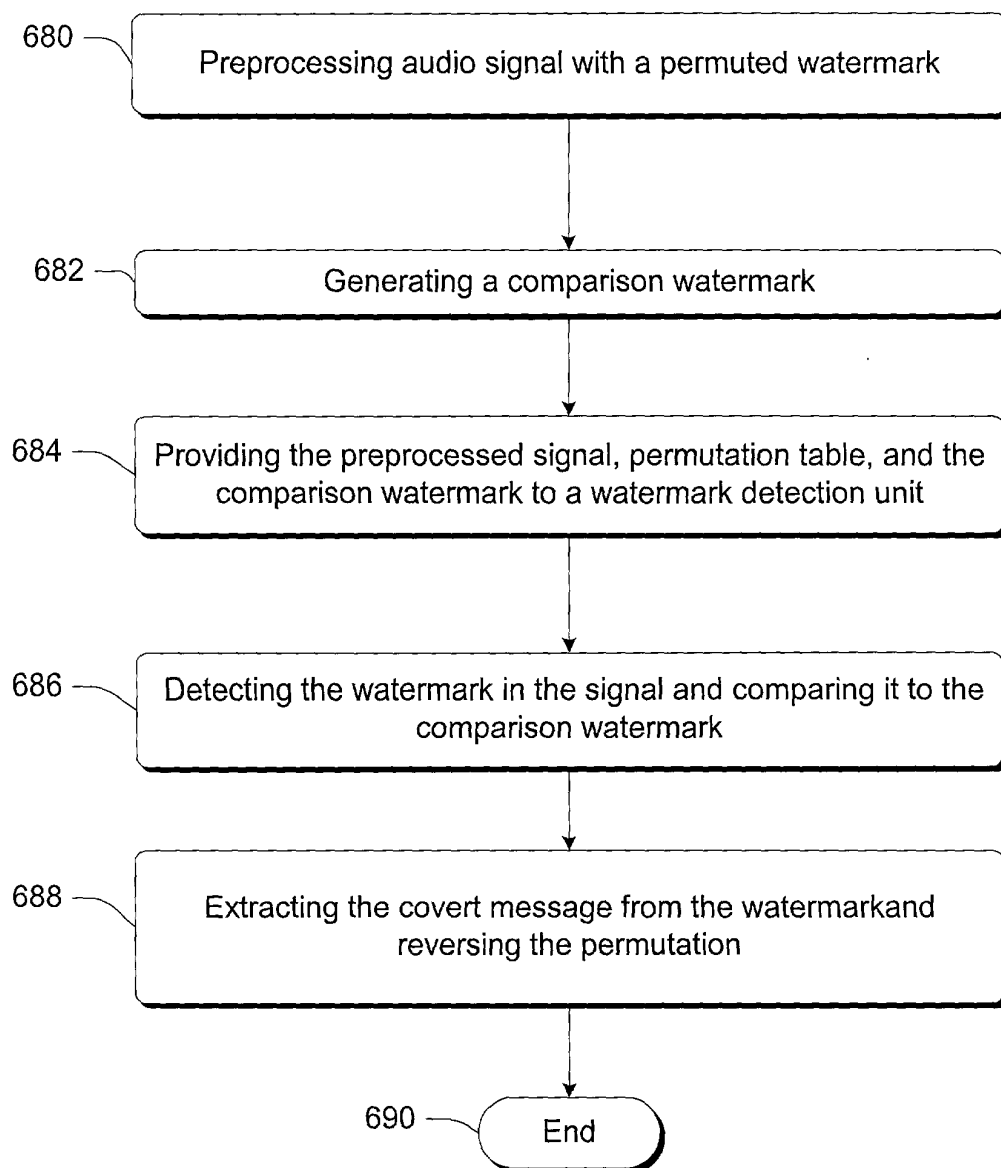 680
Preprocessing audio signal with a permuted watermark
682
Generating a comparison watermark
684
Providing the preprocessed signal, permutation table, and the
comparison watermark to a watermark detection unit
686
Detecting the watermark in the signal and comparing it to the
comparison watermark
688
Extracting the covert message from the watermarkand
reversing the permutation
690
End